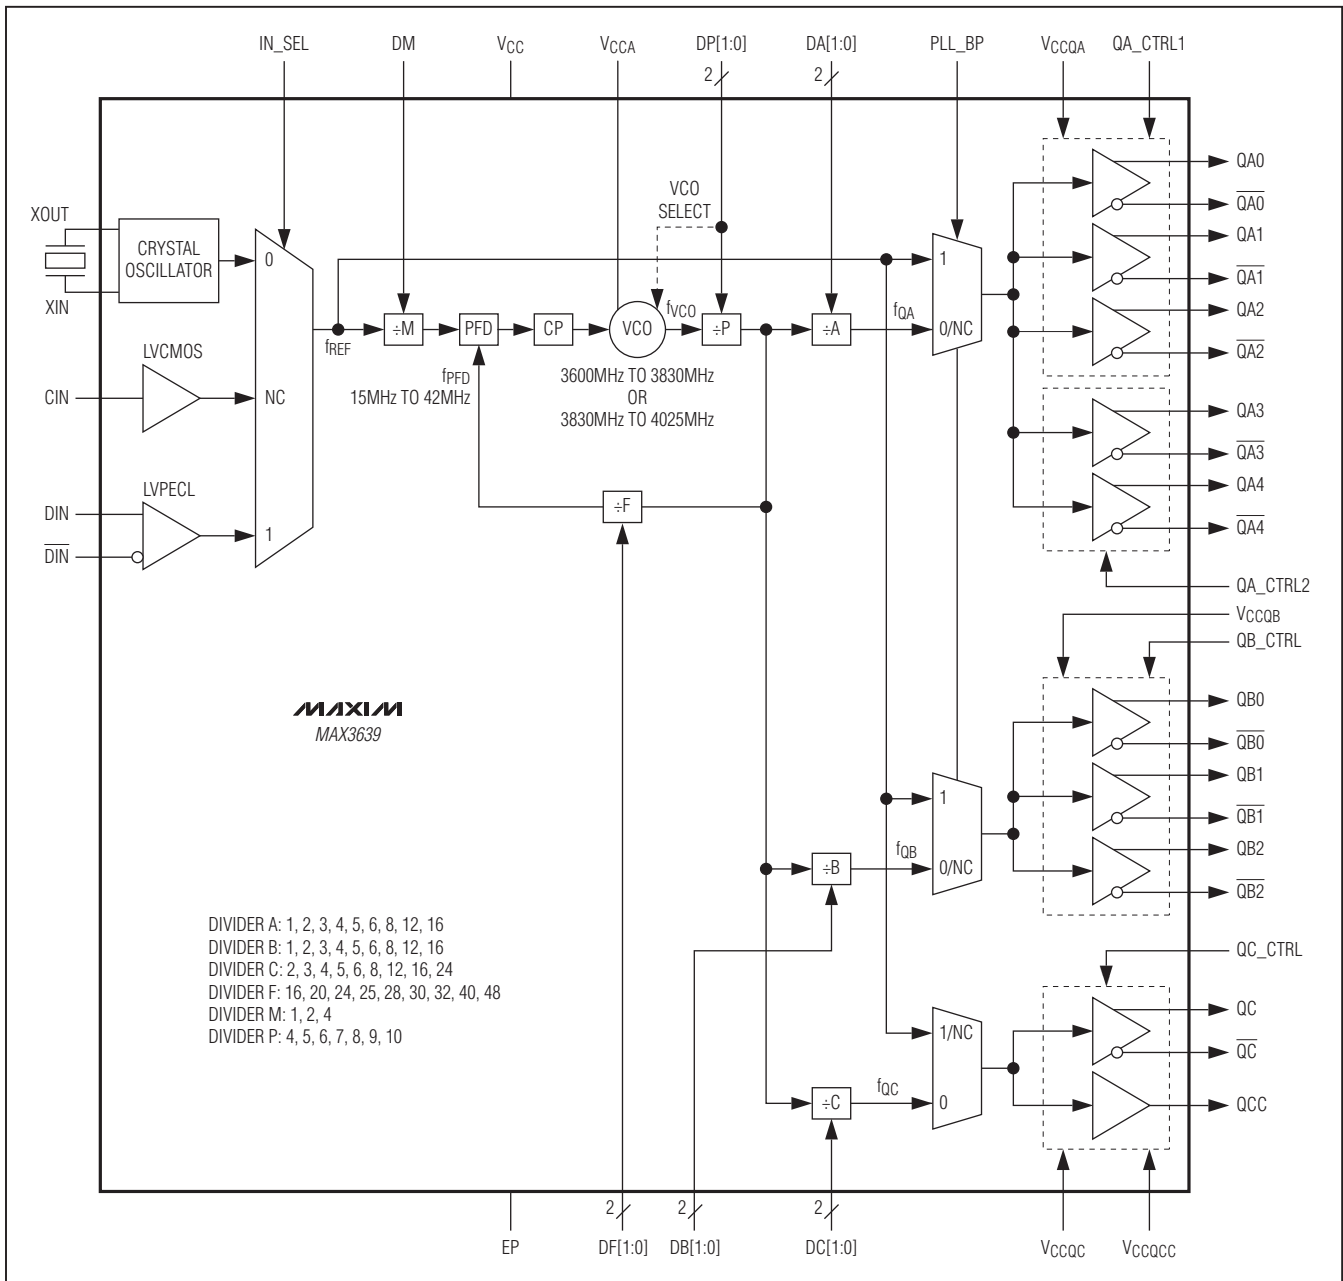 IN_SEL
DM
VCC
VCCA
DP[1:0]
DA[1:0]
PLL_BP
VCCQA
QA_CTRL1
2
2
XOUT
XIN
CRYSTAL
OSCILLATOR
0
NC
1
LVCMOS
CIN
LVPECL
DIN
DIN
fREF
÷M
PFD
fPFD
15MHz TO 42MHz
CP
VCO
VCO
SELECT
fVCO
3600MHz TO 3830MHz
OR
3830MHz TO 4025MHz
÷P
÷A
fQA
1
0/NC
÷F
QA0
QA0
QA1
QA1
QA2
QA2
QA3
QA3
QA4
QA4
QA_CTRL2
VCCQB
QB_CTRL
MAXIM
MAX3639
1
fQB
÷B
0/NC
QB0
QB0
QB1
QB1
QB2
QB2
QC_CTRL
DIVIDER A: 1, 2, 3, 4, 5, 6, 8, 12, 16
DIVIDER B: 1, 2, 3, 4, 5, 6, 8, 12, 16
DIVIDER C: 2, 3, 4, 5, 6, 8, 12, 16, 24
DIVIDER F: 16, 20, 24, 25, 28, 30, 32, 40, 48
DIVIDER M: 1, 2, 4
DIVIDER P: 4, 5, 6, 7, 8, 9, 10
1/NC
fQC
÷C
0
QC
QC
QCC
2
2
2
EP
DF[1:0]
DB[1:0]
DC[1:0]
VCCQC
VCCQCC